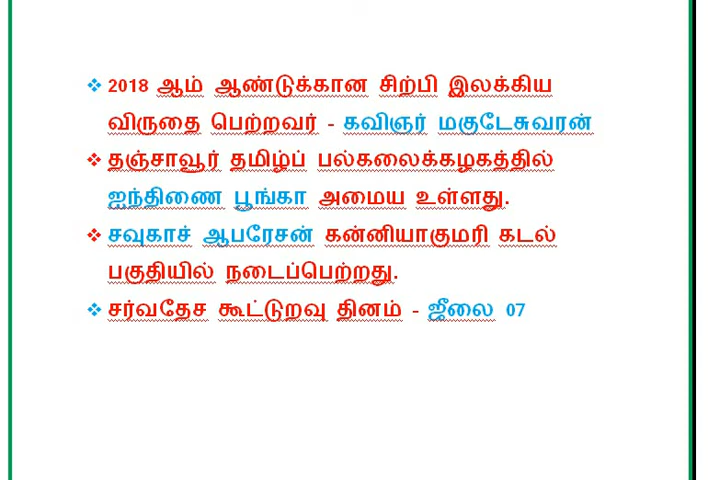 ❖ 2018 ஆம் ஆண்டுக்கான சிற்பி இலக்கிய
விருதை பெற்றவர் - கவிஞர் மகுடேசுவரன்
❖ தஞ்சாவூர் தமிழ்ப் பல்கலைக்கழகத்தில்
ஐந்திணை பூங்கா அமைய உள்ளது.
❖ சவுகாச் ஆபரேசன் கன்னியாகுமரி கடல்
பகுதியில் நடைப்பெற்றது.
❖ சர்வதேச கூட்டுறவு தினம் - ஜீலை 07